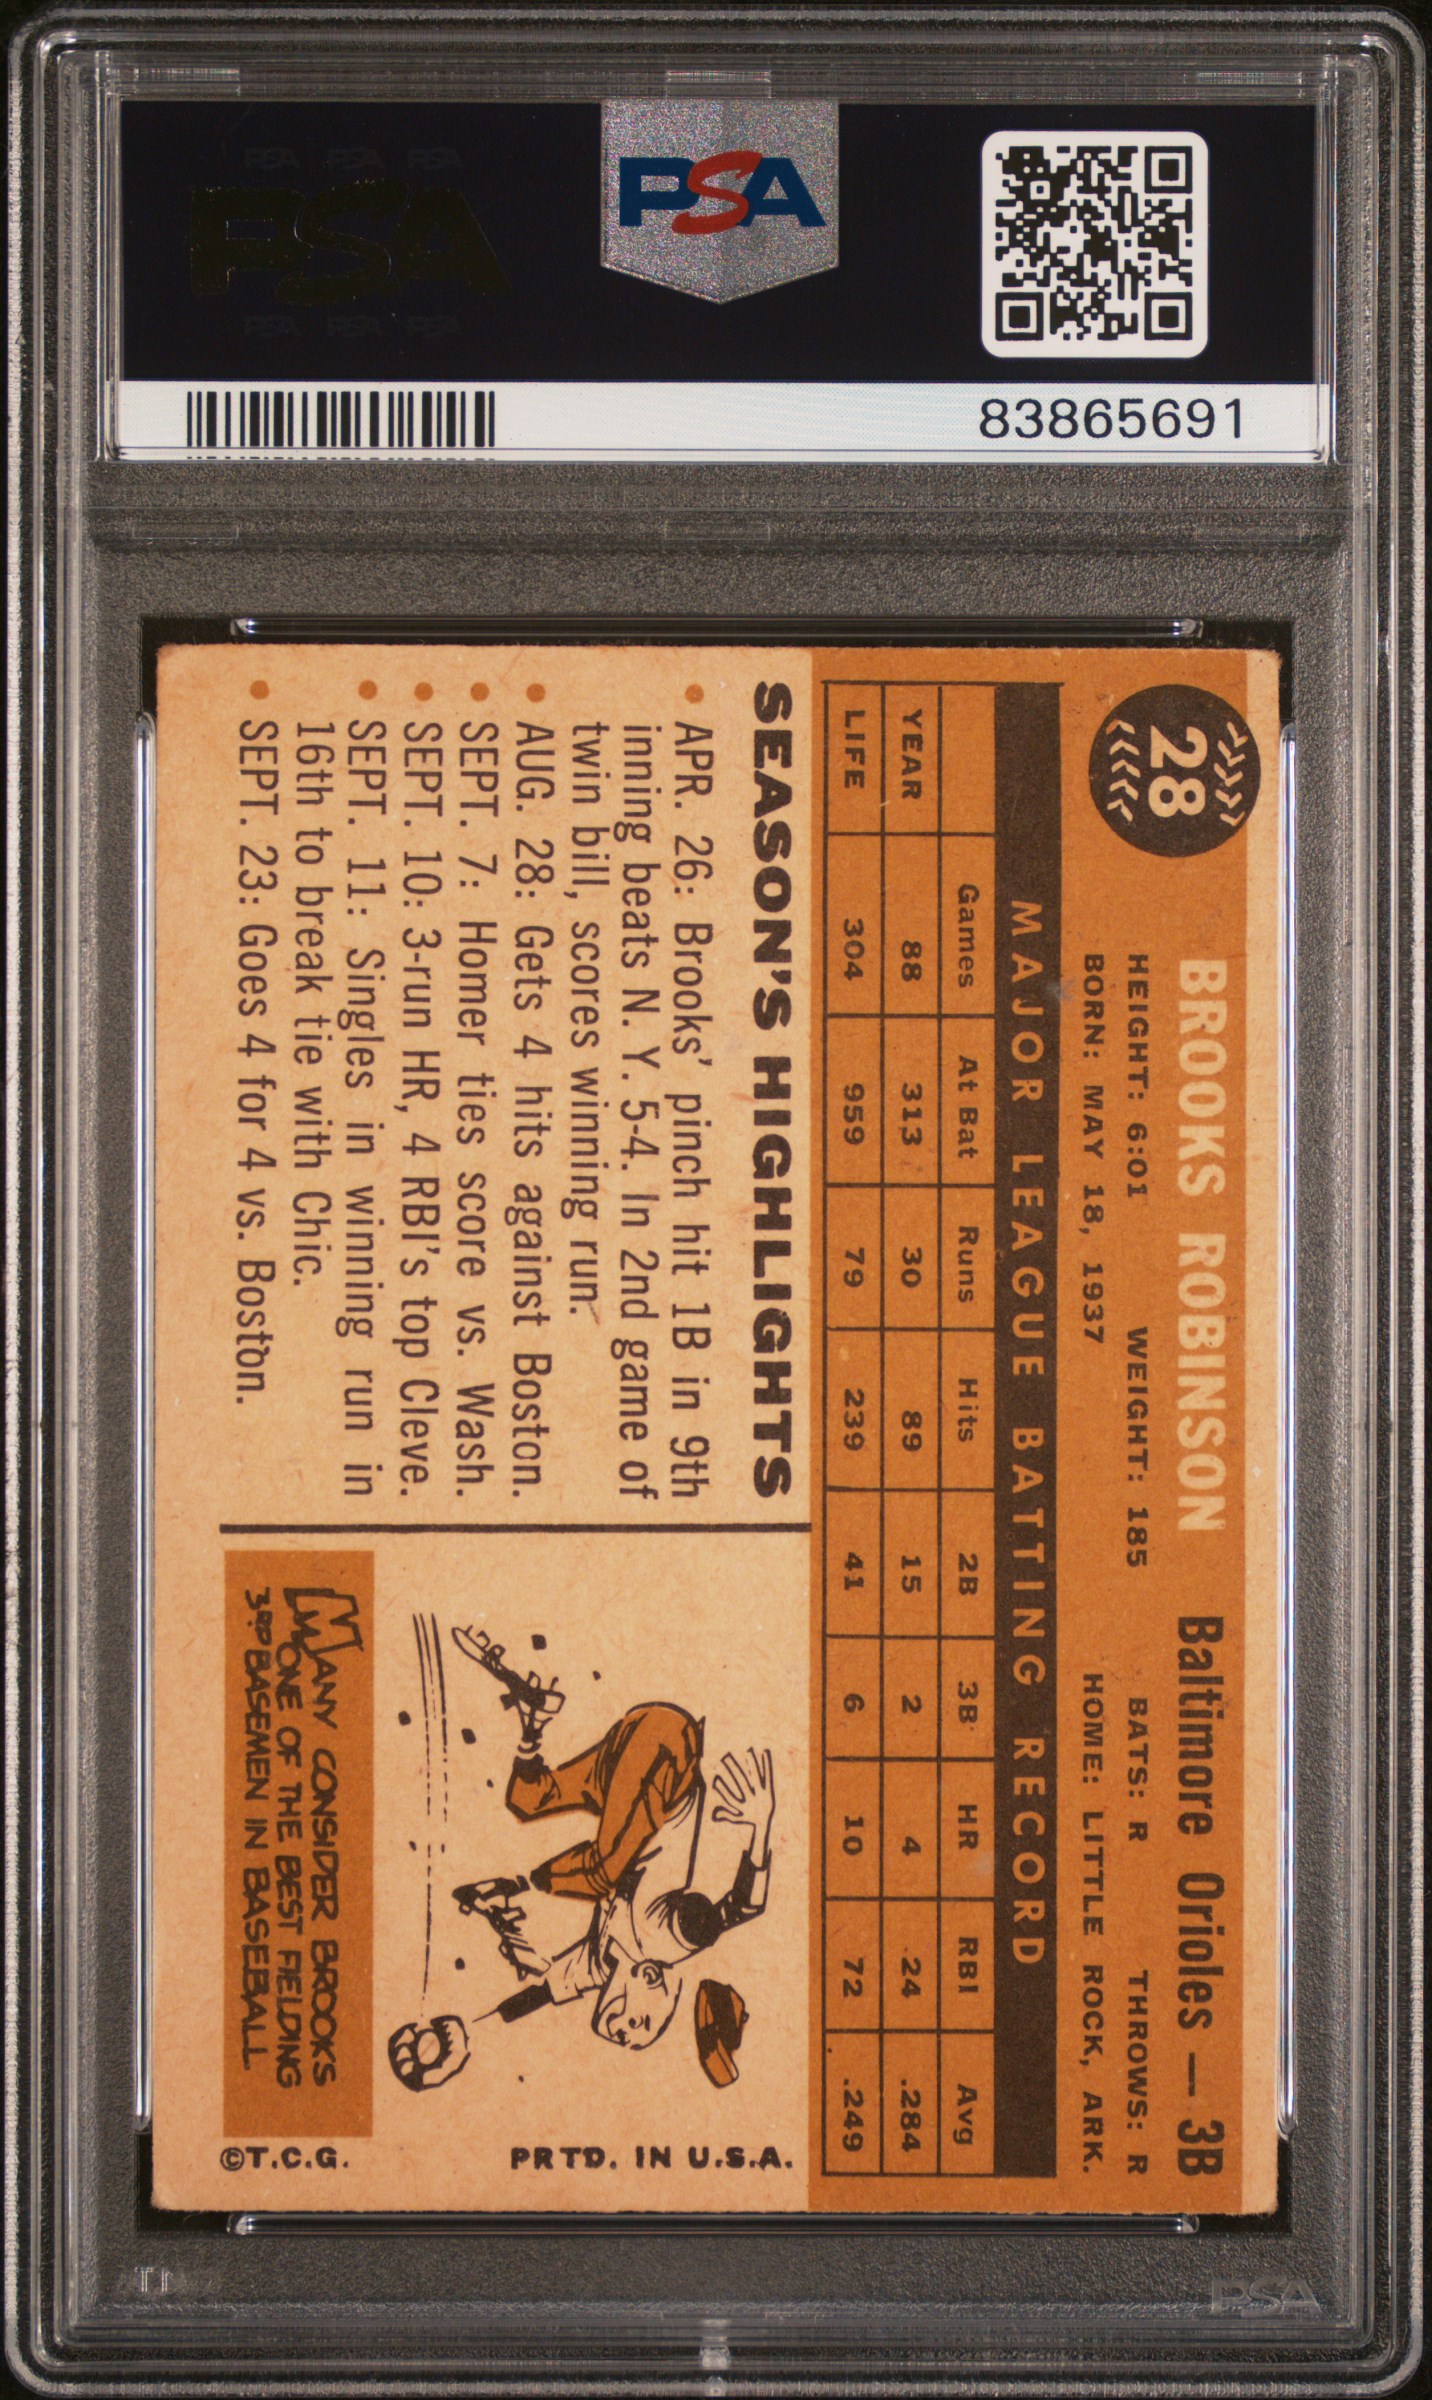 PSA PSA PSA
PSA
PSA PSA PSA
PSA
83865691
28
BROOKS ROBINSON Baltimore Orioles — 3B
HEIGHT: 6:01 WEIGHT: 185 BATS: R THROWS: R
BORN: MAY 18, 1937 HOME: LITTLE ROCK, ARK.
MAJOR LEAGUE BATTING RECORD
Games At Bat Runs Hits 2B 3B HR RBI Avg
YEAR 88 313 30 89 15 2 4 24 .284
LIFE 304 959 79 239 41 6 10 72 .249
SEASON'S HIGHLIGHTS
• APR. 26: Brooks' pinch hit 1B in 9th
inning beats N. Y. 5-4. In 2nd game of
twin bill, scores winning run.
• AUG. 28: Gets 4 hits against Boston.
• SEPT. 7: Homer ties score vs. Wash.
• SEPT. 10: 3-run HR, 4 RBI's top Cleve.
• SEPT. 11: Singles in winning run in
16th to break tie with Chic.
• SEPT. 23: Goes 4 for 4 vs. Boston.
MANY CONSIDER BROOKS
ONE OF THE BEST FIELDING
3RD BASEMEN IN BASEBALL.
©T.C.G. PRTD. IN U.S.A.
PSA